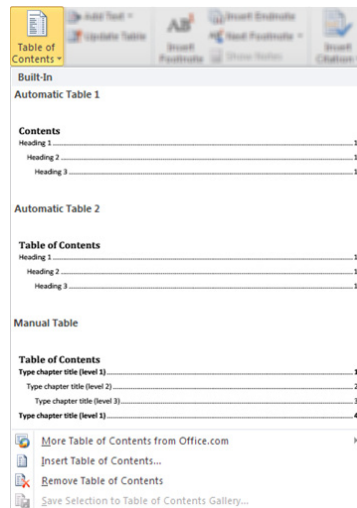 Table of
Contents
Add Text
Update Table
AB¹
Insert
Footnote
Insert Endnote
Next Footnote
Show Notes
Insert
Citation
Built-In
Automatic Table 1
Contents
Heading 1 1
Heading 2 1
Heading 3 1
Automatic Table 2
Table of Contents
Heading 1 1
Heading 2 1
Heading 3 1
Manual Table
Table of Contents
Type chapter title (level 1) 1
Type chapter title (level 2) 2
Type chapter title (level 3) 3
Type chapter title (level 1) 4
More Table of Contents from Office.com
Insert Table of Contents...
Remove Table of Contents
Save Selection to Table of Contents Gallery...